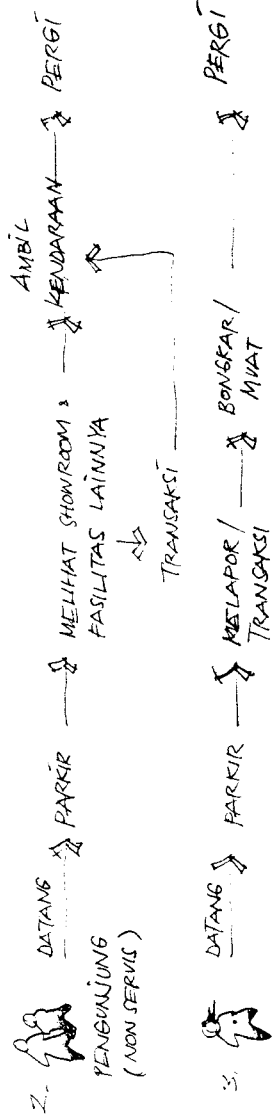 2.
PENGUNJUNG
(NON SERVIS)
DATANG
PARKIR
MELIHAT SHOWROOM &
FASILITAS LAINNYA
TRANSAKSI
AMBIL
KENDARAAN
PERGI
3.
DATANG
PARKIR
MELAPOR/
TRANSAKSI
BONGKAR/
MUAT
PERGI